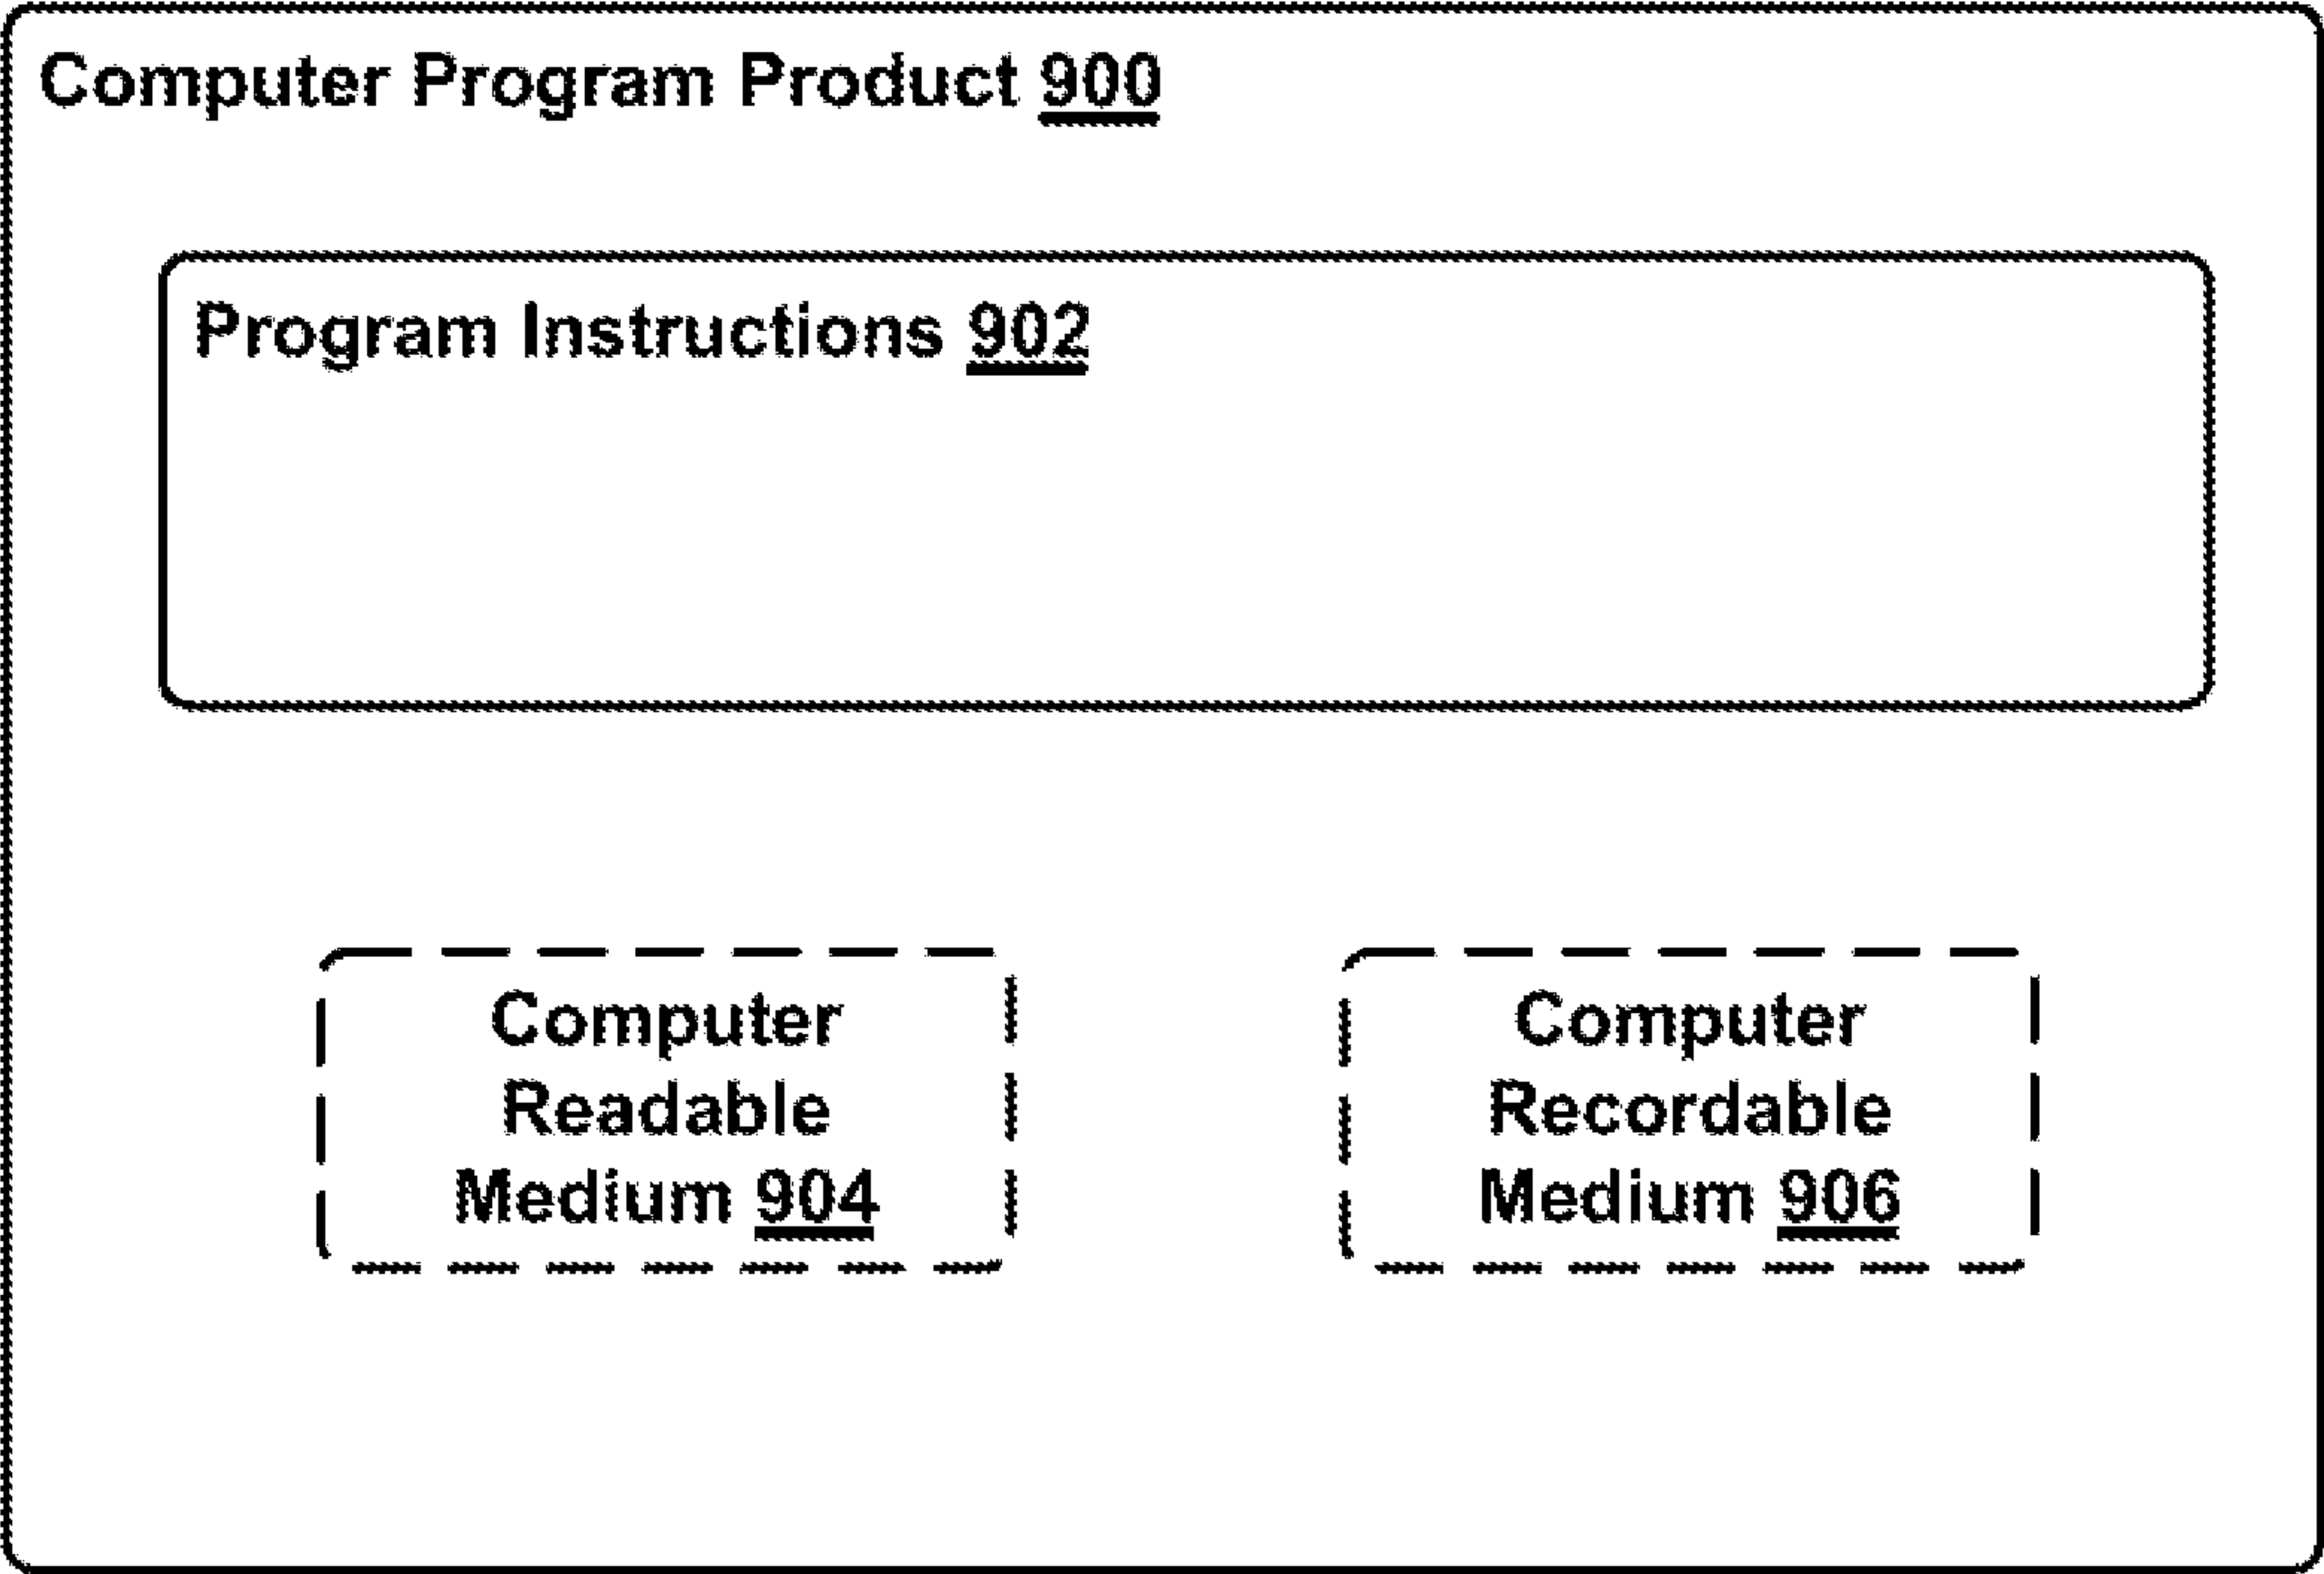 Computer Program Product 900
Program Instructions 902
Computer
Readable
Medium 904
Computer
Recordable
Medium 906